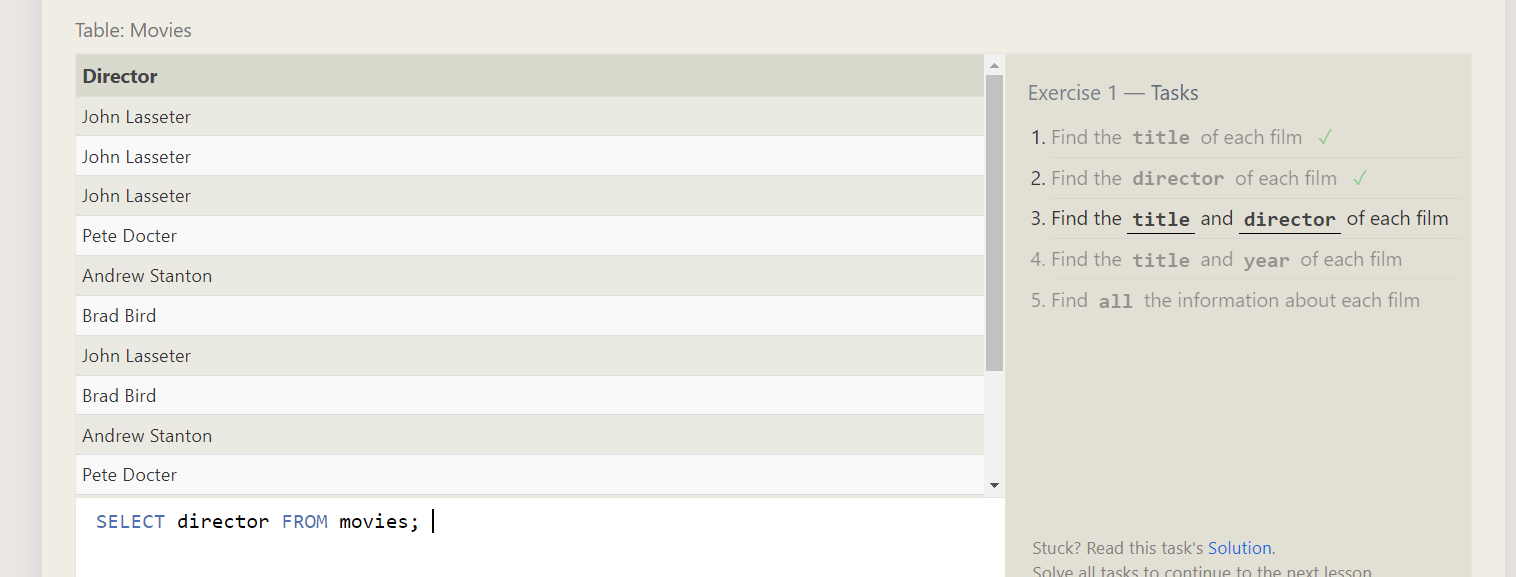 Table: Movies
Director
John Lasseter
John Lasseter
John Lasseter
Pete Docter
Andrew Stanton
Brad Bird
John Lasseter
Brad Bird
Andrew Stanton
Pete Docter
SELECT director FROM movies;
Exercise 1 — Tasks
1. Find the title of each film ✓
2. Find the director of each film ✓
3. Find the title and director of each film
4. Find the title and year of each film
5. Find all the information about each film
Stuck? Read this task's Solution.
Solve all tasks to continue to the next lesson.